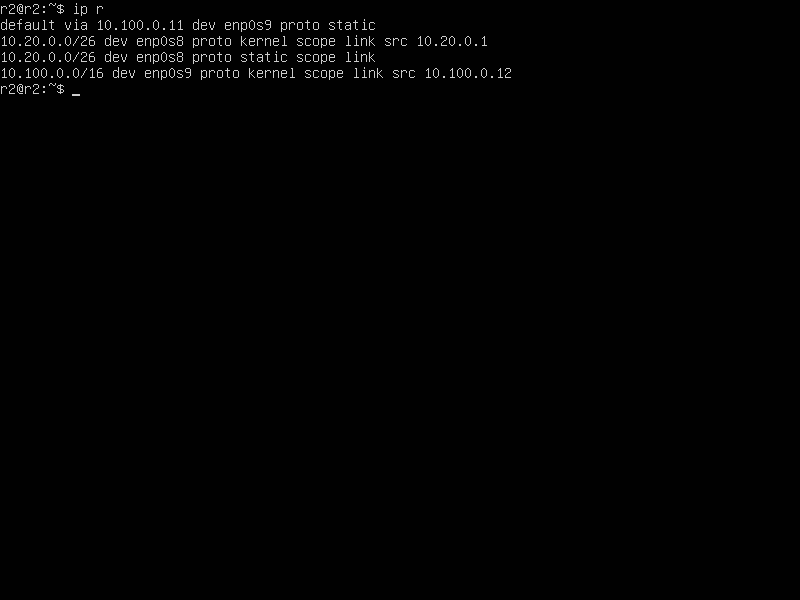 r2@r2:~$ ip r
default via 10.100.0.11 dev enp0s9 proto static
10.20.0.0/26 dev enp0s8 proto kernel scope link src 10.20.0.1
10.20.0.0/26 dev enp0s8 proto static scope link
10.100.0.0/16 dev enp0s9 proto kernel scope link src 10.100.0.12
r2@r2:~$ _